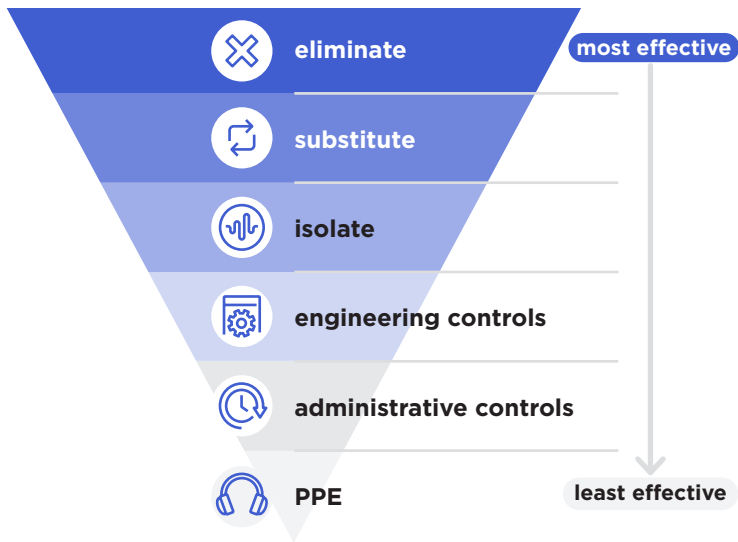 eliminate
most effective
substitute
isolate
engineering controls
administrative controls
PPE
least effective